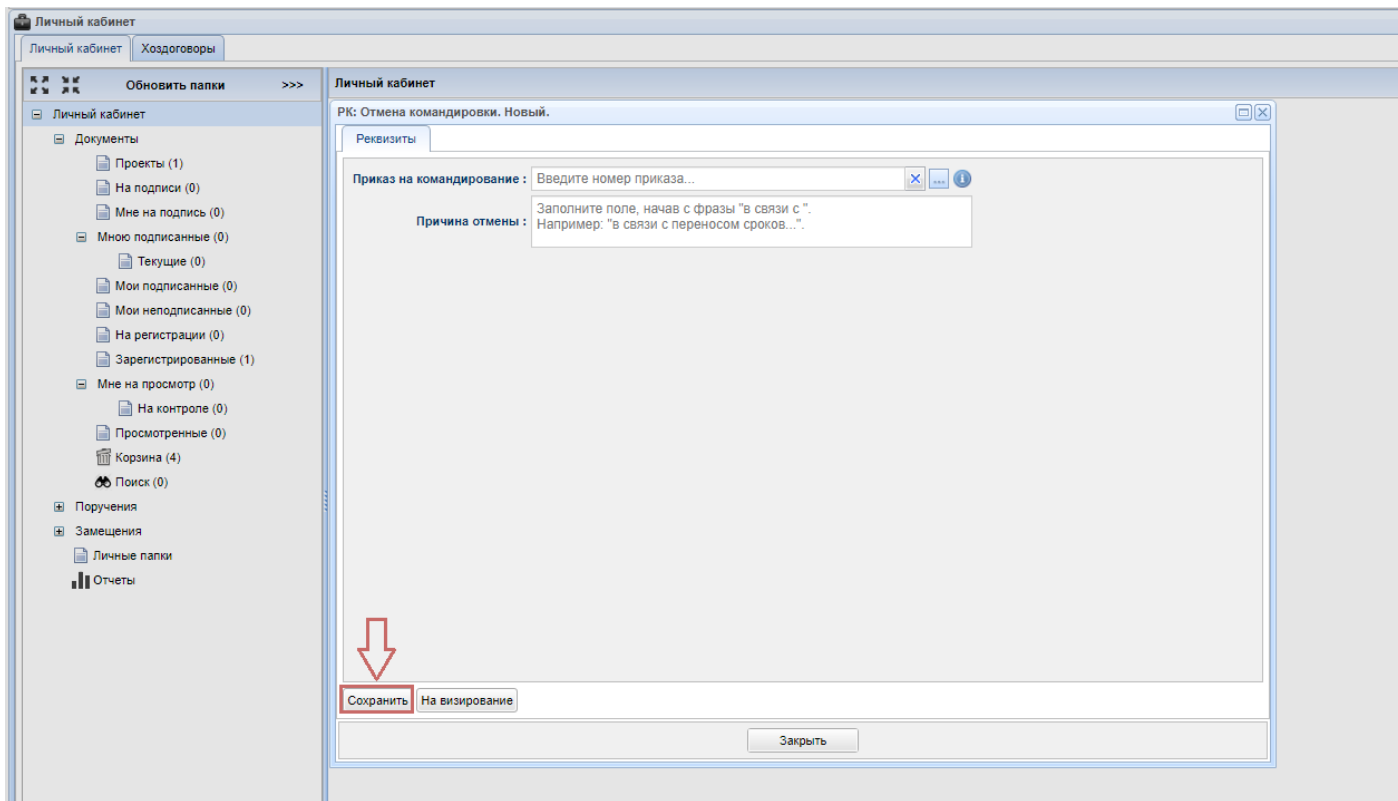 Личный кабинет
Личный кабинет
Хоздоговоры
Обновить папки
>>>
Личный кабинет
Документы
Проекты (1)
На подписи (0)
Мне на подпись (0)
Мною подписанные (0)
Текущие (0)
Мои подписанные (0)
Мои неподписанные (0)
На регистрации (0)
Зарегистрированные (1)
Мне на просмотр (0)
На контроле (0)
Просмотренные (0)
Корзина (4)
Поиск (0)
Поручения
Замещения
Личные папки
Отчеты
Личный кабинет
РК: Отмена командировки. Новый.
Реквизиты
Приказ на командирование : Введите номер приказа...
...
Причина отмены : Заполните поле, начав с фразы "в связи с ".
Например: "в связи с переносом сроков...".
Сохранить
На визирование
Закрыть